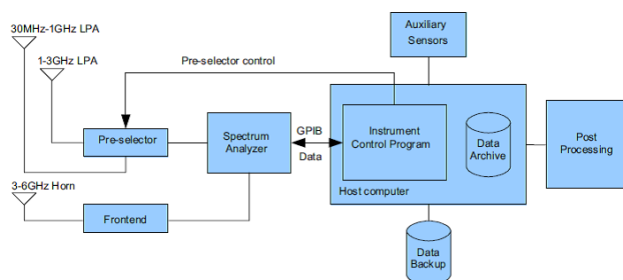 30MHz-1GHz LPA
1-3GHz LPA
Pre-selector control
Auxiliary
Sensors
Pre-selector
Spectrum
Analyzer
GPIB
Data
Instrument
Control Program
Data
Archive
Host computer
Post
Processing
3-6GHz Horn
Frontend
Data
Backup